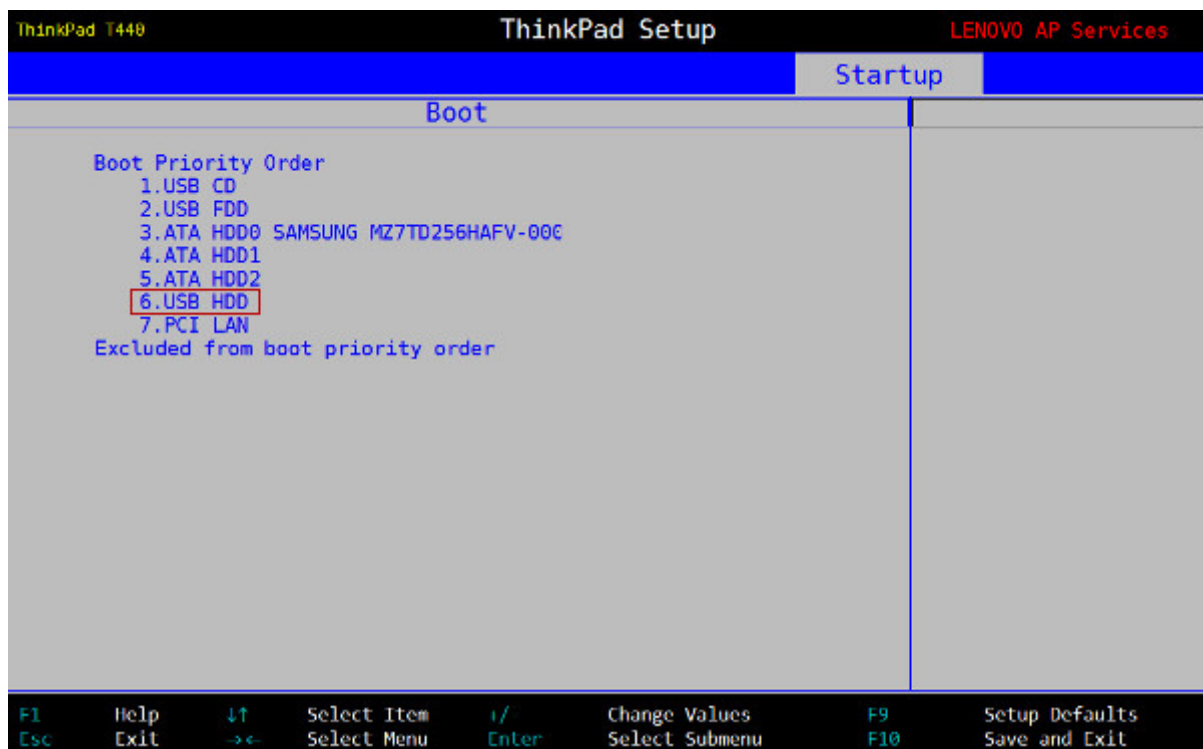 ThinkPad T440 ThinkPad Setup LENOVO AP Services
Startup
Boot
Boot Priority Order
1.USB CD
2.USB FDD
3.ATA HDD0 SAMSUNG MZ7TD256HAFV-000
4.ATA HDD1
5.ATA HDD2
6.USB HDD
7.PCI LAN
Excluded from boot priority order
F1 Help ↓↑ Select Item Change Values F9 Setup Defaults
Esc Exit →← Select Menu Enter Select Submenu F10 Save and Exit